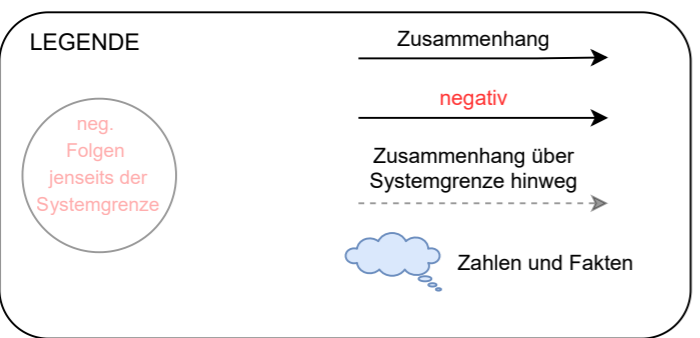 LEGENDE
Zusammenhang
negativ
neg.
Folgen
jenseits der
Systemgrenze
Zusammenhang über
Systemgrenze hinweg
Zahlen und Fakten